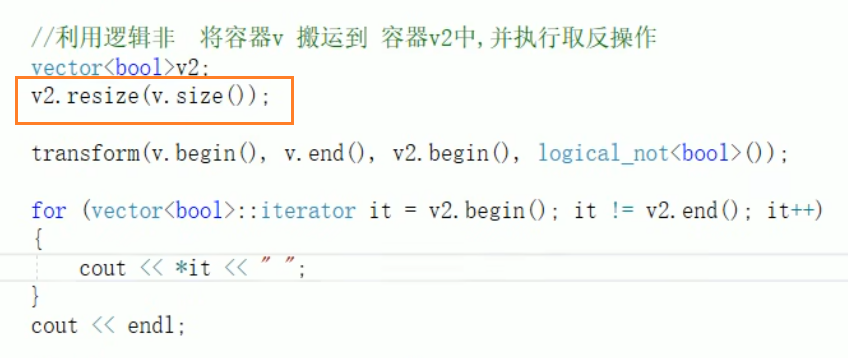 //利用逻辑非  将容器v 搬运到 容器v2中,并执行取反操作
vector<bool>v2;
v2.resize(v.size());
transform(v.begin(), v.end(), v2.begin(), logical_not<bool>());
for (vector<bool>::iterator it = v2.begin(); it != v2.end(); it++)
{
cout << *it << " ";
}
cout << endl;